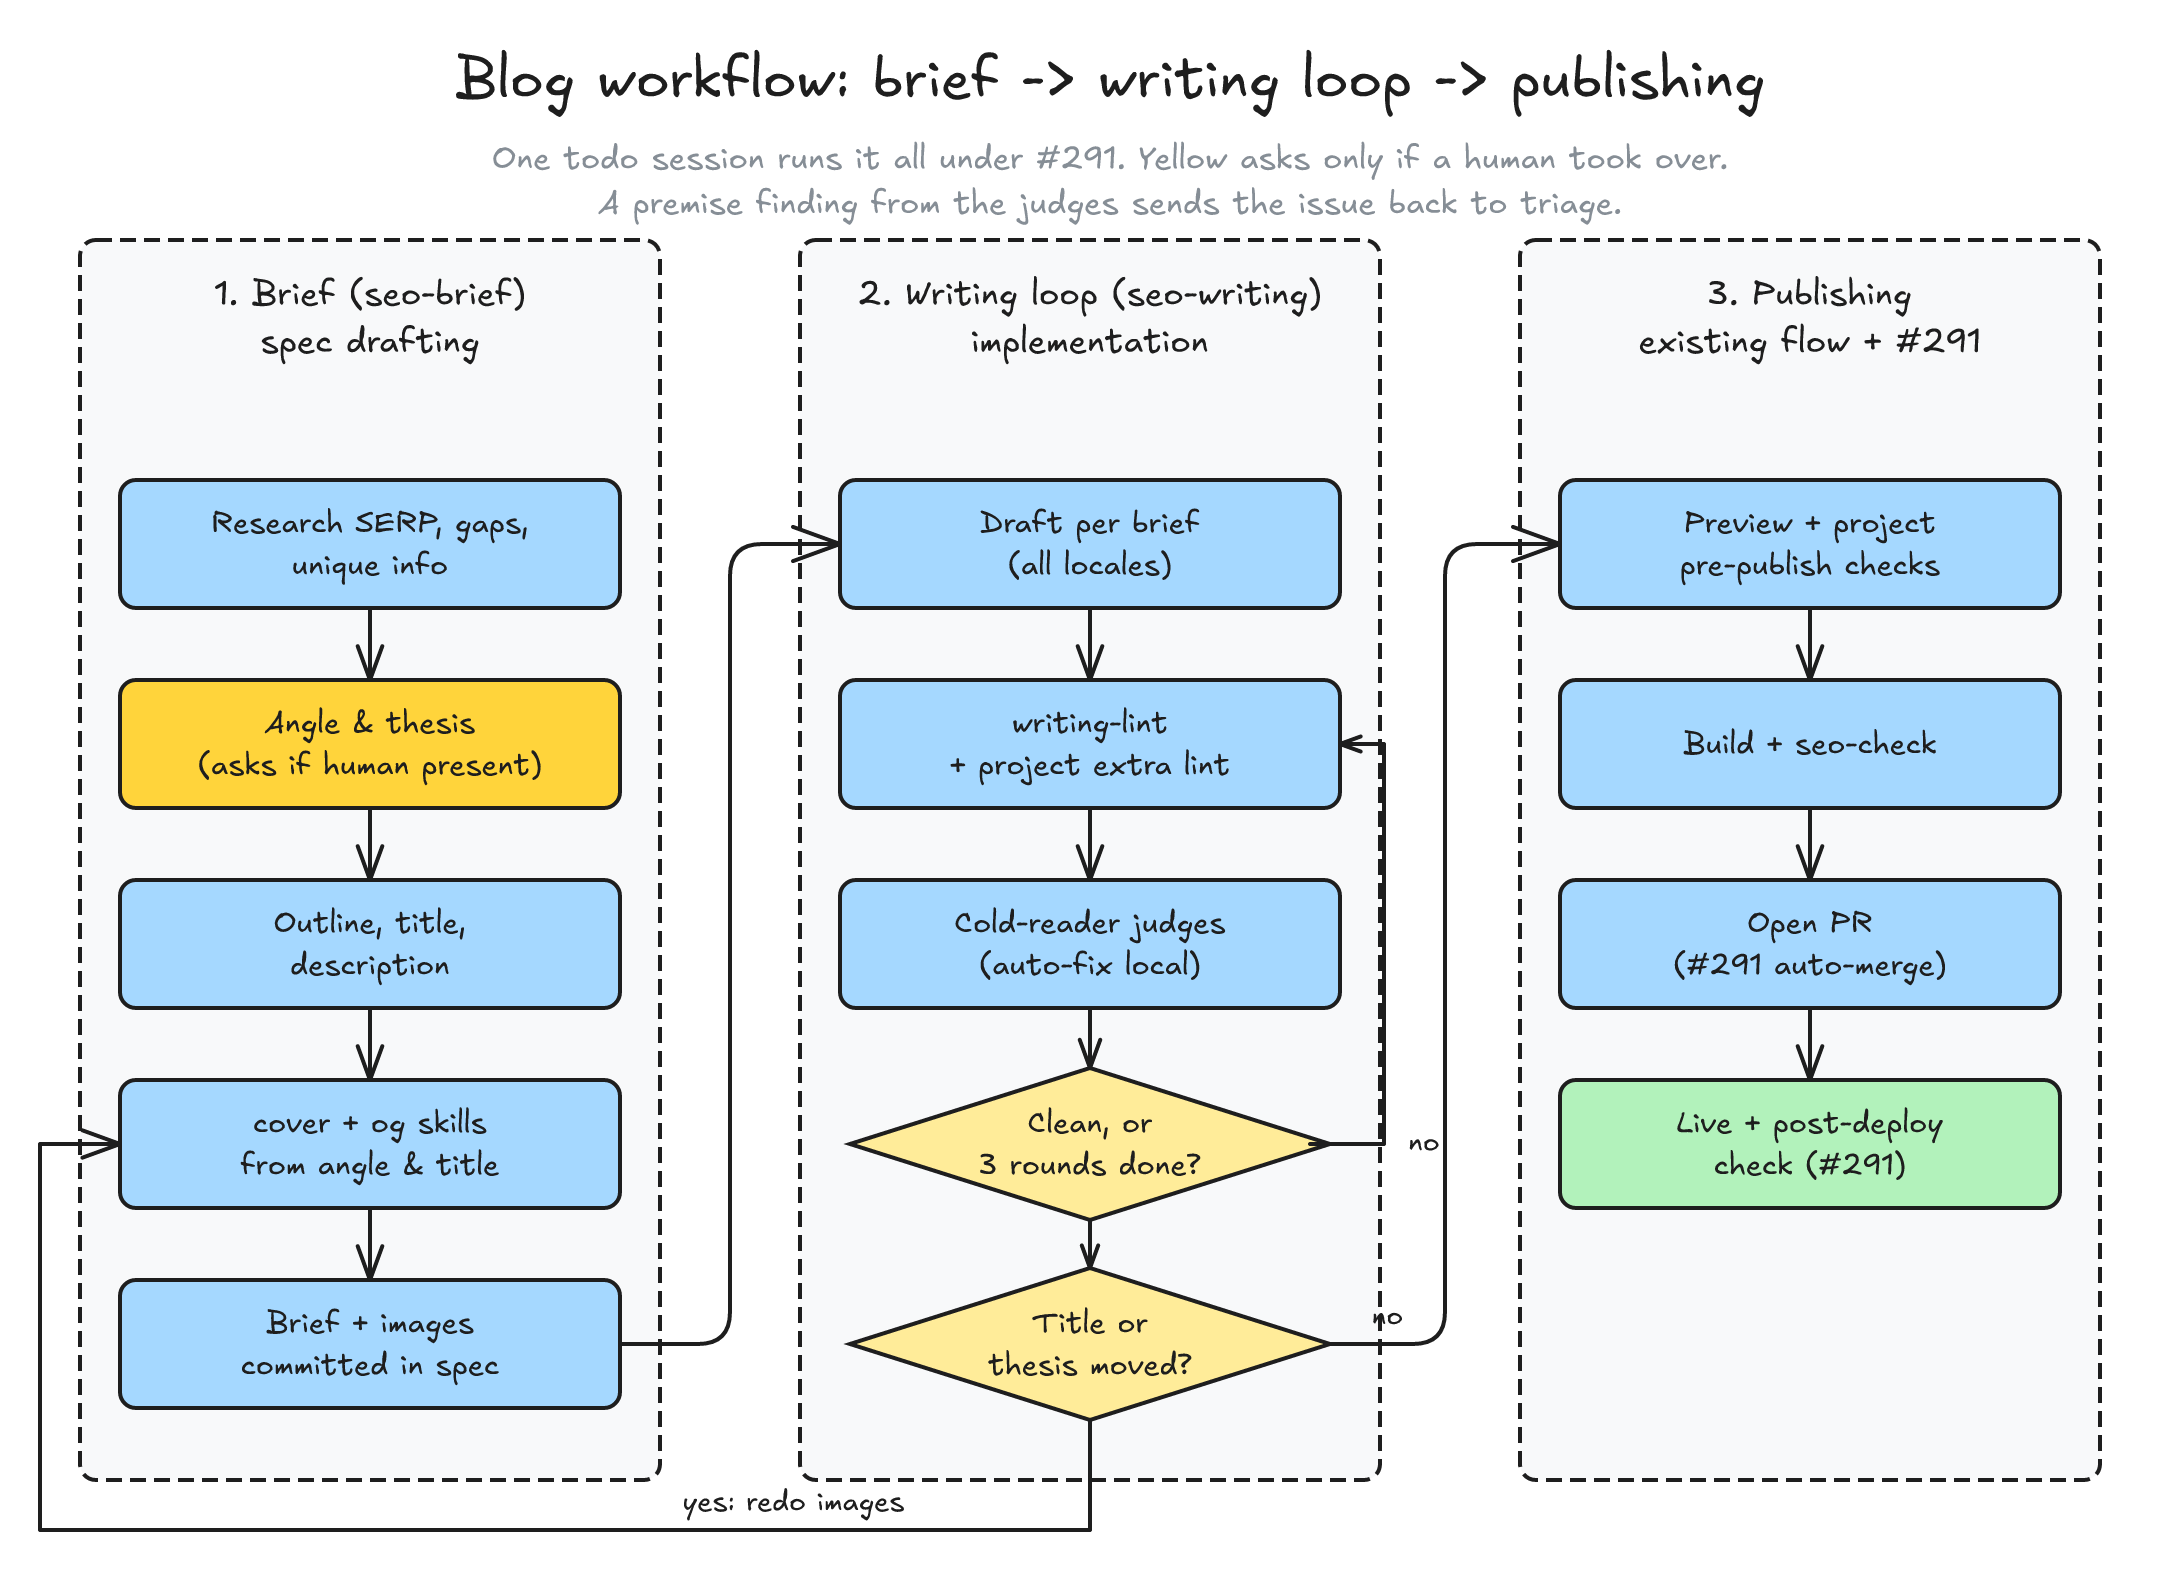 Blog workflow: brief -> writing loop -> publishing
One todo session runs it all under #291. Yellow asks only if a human took over.
A premise finding from the judges sends the issue back to triage.
1. Brief (seo-brief)
spec drafting
Research SERP, gaps,
unique info
Angle & thesis
(asks if human present)
Outline, title,
description
cover + og skills
from angle & title
Brief + images
committed in spec
2. Writing loop (seo-writing)
implementation
Draft per brief
(all locales)
writing-lint
+ project extra lint
Cold-reader judges
(auto-fix local)
Clean, or
3 rounds done?
no
Title or
thesis moved?
no
yes: redo images
3. Publishing
existing flow + #291
Preview + project
pre-publish checks
Build + seo-check
Open PR
(#291 auto-merge)
Live + post-deploy
check (#291)